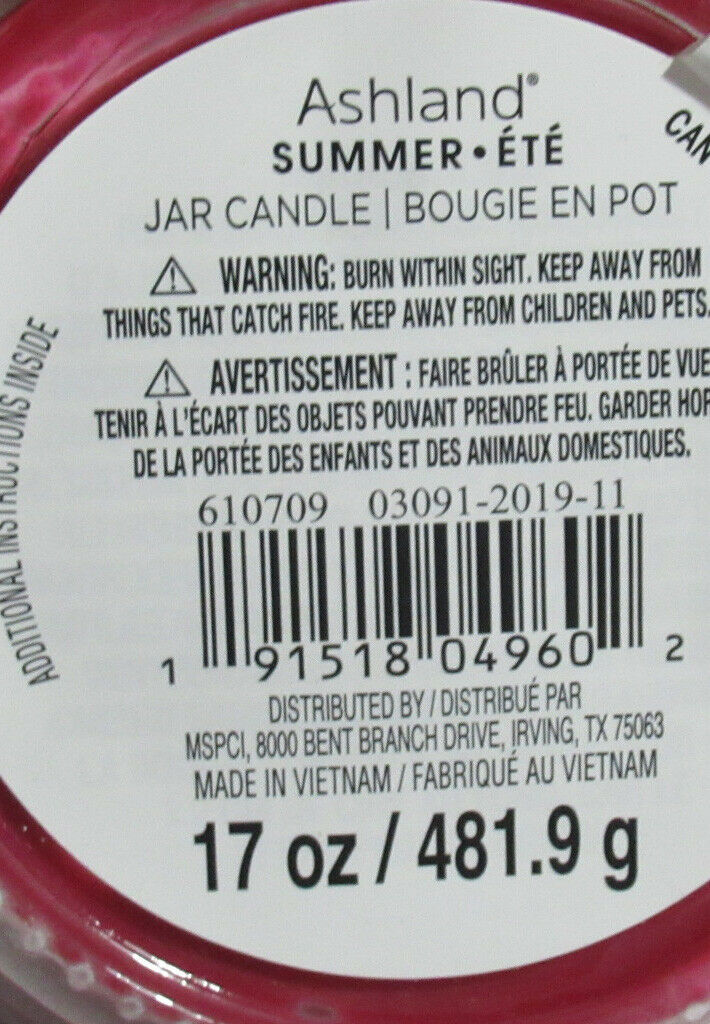 Ashland®
SUMMER • ÉTÉ
JAR CANDLE | BOUGIE EN POT
⚠ WARNING: BURN WITHIN SIGHT. KEEP AWAY FROM
THINGS THAT CATCH FIRE. KEEP AWAY FROM CHILDREN AND PETS.
⚠ AVERTISSEMENT : FAIRE BRÛLER À PORTÉE DE VUE
TENIR À L'ÉCART DES OBJETS POUVANT PRENDRE FEU. GARDER HOR
DE LA PORTÉE DES ENFANTS ET DES ANIMAUX DOMESTIQUES.
610709 03091-2019-11
1 91518 04960 2
DISTRIBUTED BY / DISTRIBUÉ PAR
MSPCI, 8000 BENT BRANCH DRIVE, IRVING, TX 75063
MADE IN VIETNAM / FABRIQUÉ AU VIETNAM
17 oz / 481.9 g
ADDITIONAL INSTRUCTIONS INSIDE
CAN